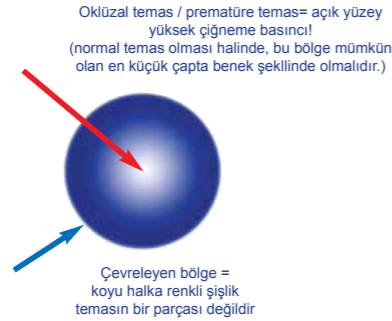 Oklüzal temas / prematüre temas= açık yüzey
yüksek çiğneme basıncı!
(normal temas olması halinde, bu bölge mümkün
olan en küçük çapta benek şekllinde olmalıdır.)
Çevreleyen bölge =
koyu halka renkli şişlik
temasın bir parçası değildir